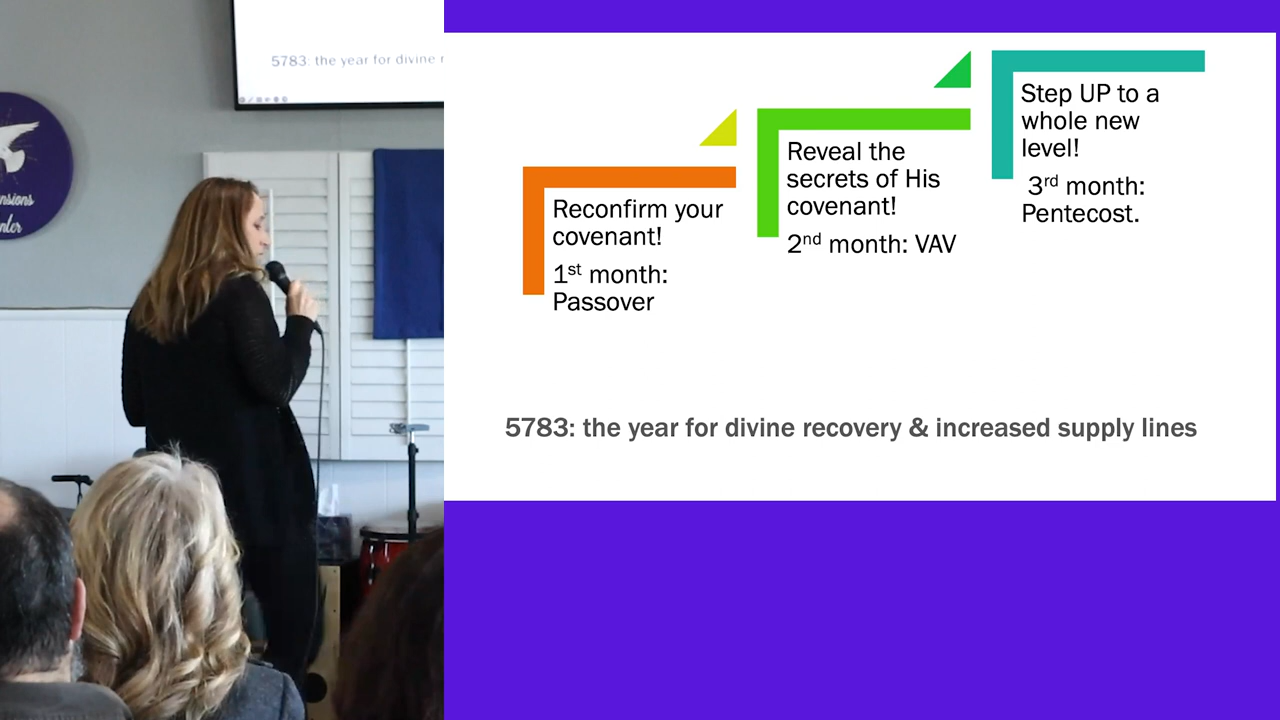 5783: the year for divine
nsions
nter
Reconfirm your
covenant!
1st month:
Passover
Reveal the
secrets of His
covenant!
2nd month: VAV
Step UP to a
whole new
level!
3rd month:
Pentecost.
5783: the year for divine recovery & increased supply lines